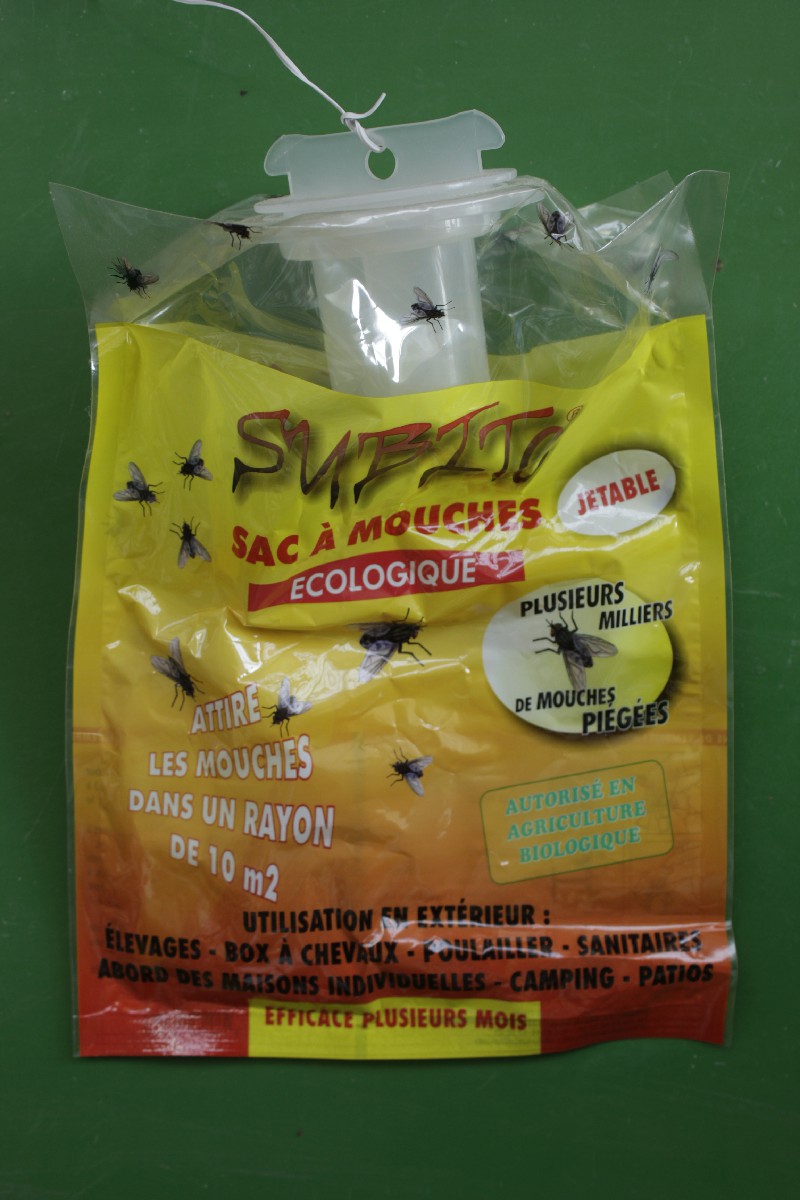 SUBITO®
SAC À MOUCHES
ECOLOGIQUE
JETABLE
PLUSIEURS
MILLIERS
DE MOUCHES
PIÉGÉES
ATTIRE
LES MOUCHES
DANS UN RAYON
DE 10 m2
AUTORISÉ EN
AGRICULTURE
BIOLOGIQUE
UTILISATION EN EXTÉRIEUR :
ÉLEVAGES - BOX À CHEVAUX - POULAILLER - SANITAIRES
ABORD DES MAISONS INDIVIDUELLES - CAMPING - PATIOS
EFFICACE PLUSIEURS MOIS